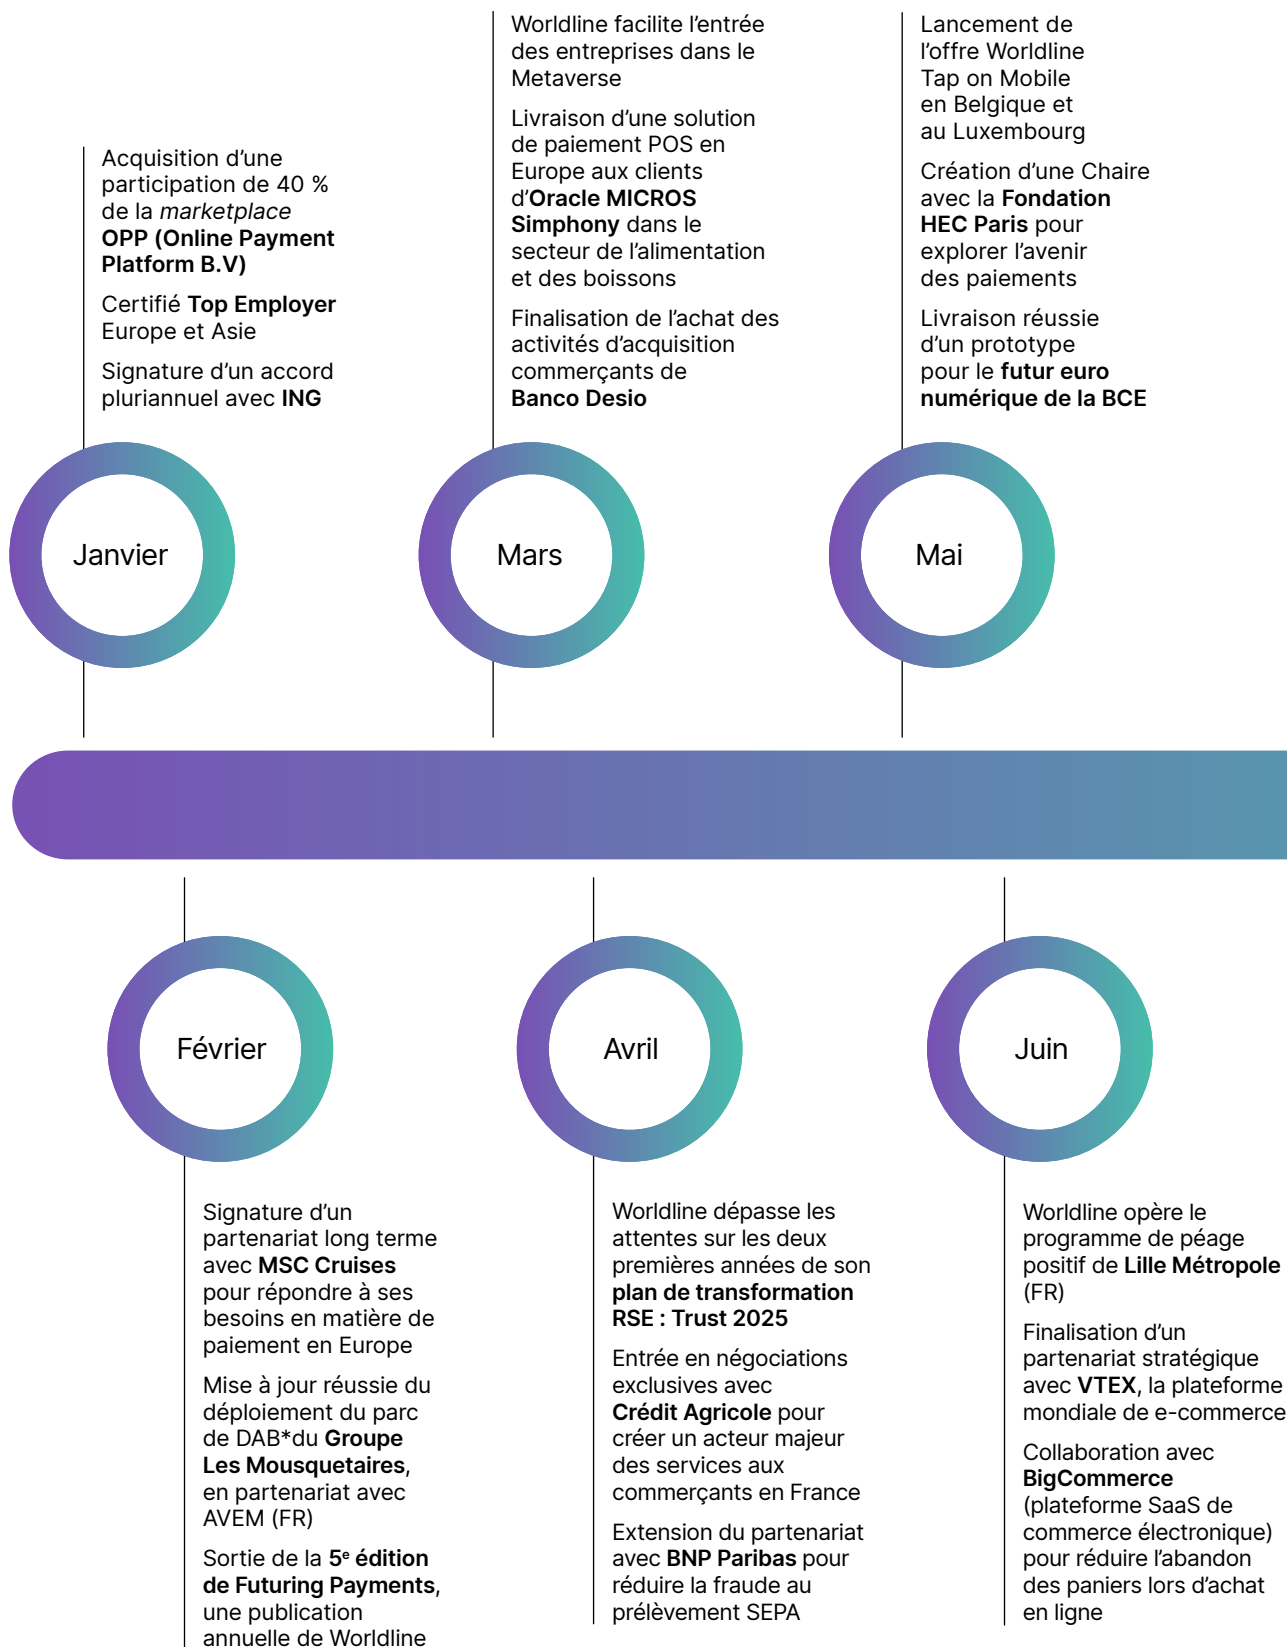 Acquisition d’une
participation de 40 %
de la marketplace
OPP (Online Payment
Platform B.V)
Certifié Top Employer
Europe et Asie
Signature d’un accord
pluriannuel avec ING
Janvier
Worldline facilite l’entrée
des entreprises dans le
Metaverse
Livraison d’une solution
de paiement POS en
Europe aux clients
d’Oracle MICROS
Simphony dans le
secteur de l’alimentation
et des boissons
Finalisation de l’achat des
activités d’acquisition
commerçants de
Banco Desio
Mars
Lancement de
l’offre Worldline
Tap on Mobile
en Belgique et
au Luxembourg
Création d’une Chaire
avec la Fondation
HEC Paris pour
explorer l’avenir
des paiements
Livraison réussie
d’un prototype
pour le futur euro
numérique de la BCE
Mai
Février
Signature d’un
partenariat long terme
avec MSC Cruises
pour répondre à ses
besoins en matière de
paiement en Europe
Mise à jour réussie du
déploiement du parc
de DAB*du Groupe
Les Mousquetaires,
en partenariat avec
AVEM (FR)
Sortie de la 5e édition
de Futuring Payments,
une publication
annuelle de Worldline
Avril
Worldline dépasse les
attentes sur les deux
premières années de son
plan de transformation
RSE : Trust 2025
Entrée en négociations
exclusives avec
Crédit Agricole pour
créer un acteur majeur
des services aux
commerçants en France
Extension du partenariat
avec BNP Paribas pour
réduire la fraude au
prélèvement SEPA
Juin
Worldline opère le
programme de péage
positif de Lille Métropole
(FR)
Finalisation d’un
partenariat stratégique
avec VTEX, la plateforme
mondiale de e-commerce
Collaboration avec
BigCommerce
(plateforme SaaS de
commerce électronique)
pour réduire l’abandon
des paniers lors d’achat
en ligne